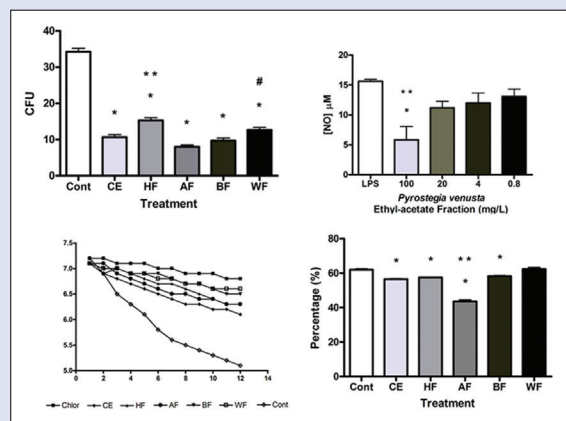 CFU
40
30
20
10
0
* ** * * * # *
Cont CE HF AF BF WF
Treatment
[NO] µM
20
15
10
5
0
** *
LPS 100 20 4 0.8
Pyrostegia venusta
Ethyl-acetate Fraction (mg/L)
7.5
7.0
6.5
6.0
5.5
5.0
0 2 4 6 8 10 12 14
Chlor CE HF AF BF WF Cont
Percentage (%)
80
60
40
20
0
* * ** * *
Cont CE HF AF BF WF
Treatment